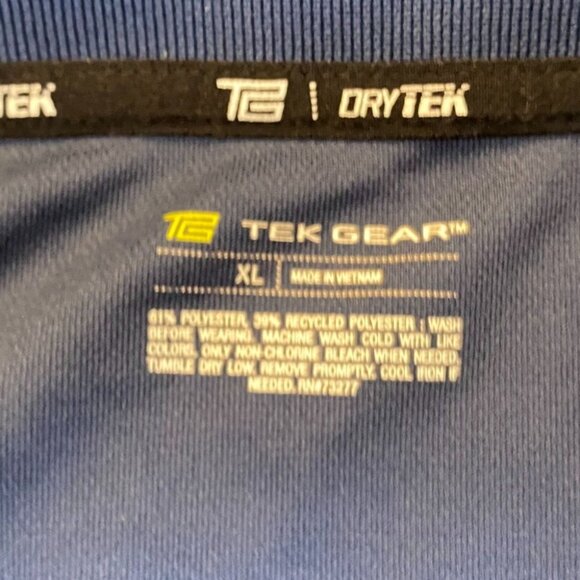 TEK TG | DRYTEK
TG TEK GEAR™
XL | MADE IN VIETNAM
61% POLYESTER, 39% RECYCLED POLYESTER ; WASH
BEFORE WEARING. MACHINE WASH COLD WITH LIKE
COLORS. ONLY NON-CHLORINE BLEACH WHEN NEEDED.
TUMBLE DRY LOW. REMOVE PROMPTLY. COOL IRON IF
NEEDED. RN#73277